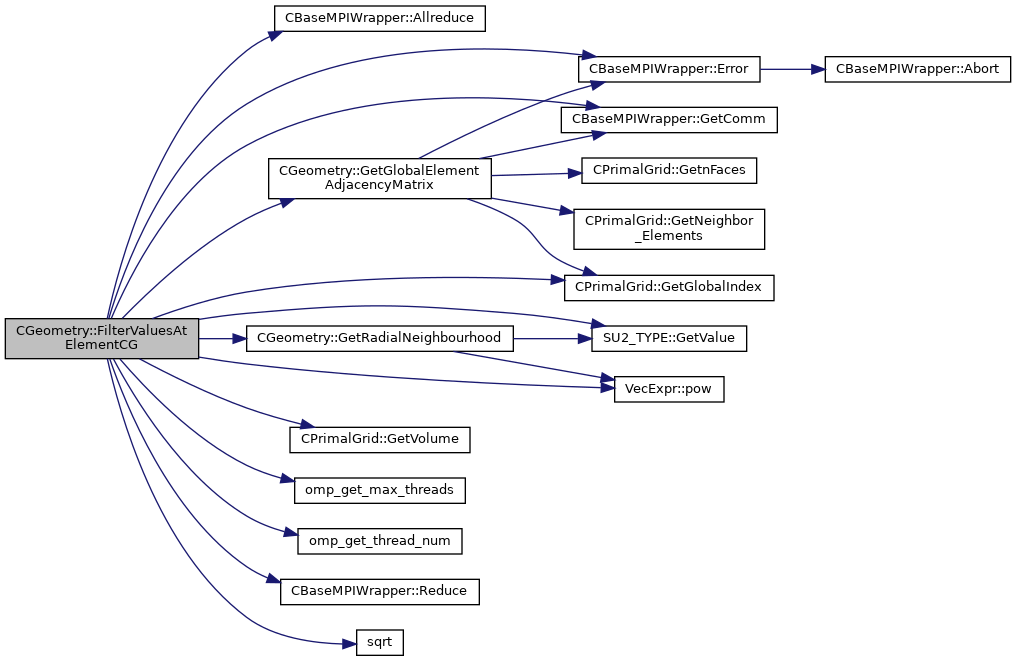 CBaseMPIWrapper::Allreduce
CBaseMPIWrapper::Error
CBaseMPIWrapper::Abort
CBaseMPIWrapper::GetComm
CGeometry::GetGlobalElement
AdjacencyMatrix
CPrimalGrid::GetnFaces
CPrimalGrid::GetNeighbor
_Elements
CPrimalGrid::GetGlobalIndex
CGeometry::FilterValuesAt
ElementCG
CGeometry::GetRadialNeighbourhood
SU2_TYPE::GetValue
VecExpr::pow
CPrimalGrid::GetVolume
omp_get_max_threads
omp_get_thread_num
CBaseMPIWrapper::Reduce
sqrt